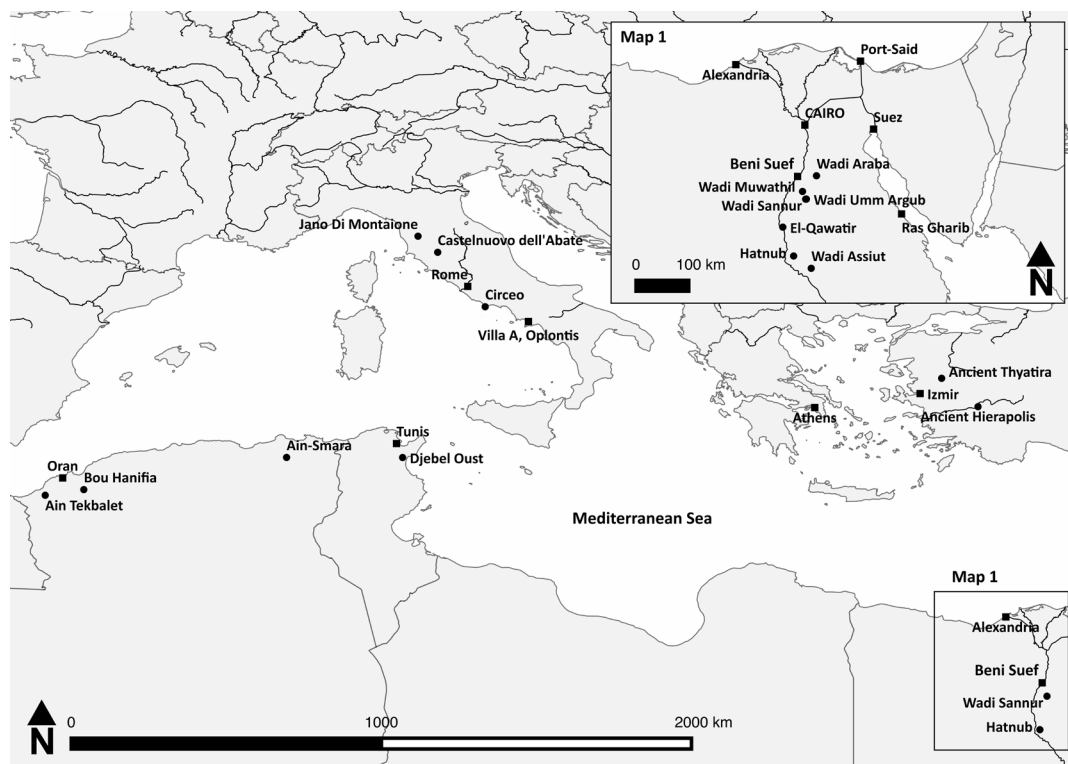 Map 1
Port-Said
Alexandria
CAIRO
Suez
Beni Suef
Wadi Araba
Wadi Muwathil
Wadi Umm Argub
Wadi Sannur
Ras Gharib
El-Qawatir
Hatnub
Wadi Assiut
0 100 km
N
Jano Di Montaione
Castelnuovo dell'Abate
Rome
Circeo
Villa A, Oplontis
Ancient Thyatira
Izmir
Athens
Ancient Hierapolis
Tunis
Ain-Smara
Djebel Oust
Oran
Bou Hanifia
Ain Tekbalet
Mediterranean Sea
Map 1
Alexandria
Beni Suef
Wadi Sannur
Hatnub
N
0 1000 2000 km